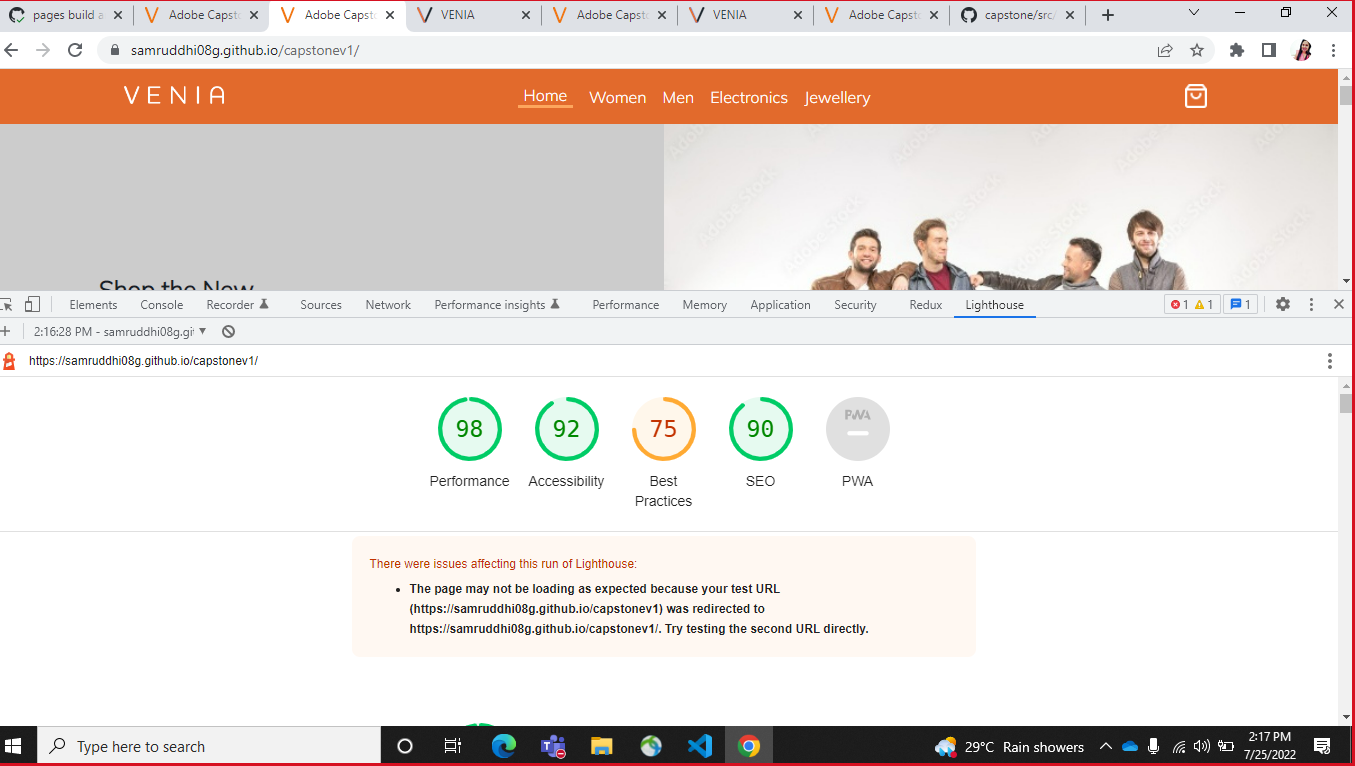 pages build a
Adobe Capst
Adobe Capst
VENIA
Adobe Capst
VENIA
Adobe Capst
capstone/src/
samruddhi08g.github.io/capstonev1/
VENIA
Home
Women
Men
Electronics
Jewellery
Adobe Stock
Shop the New
Elements
Console
Recorder
Sources
Network
Performance insights
Performance
Memory
Application
Security
Redux
Lighthouse
1
1
1
2:16:28 PM - samruddhi08g.git
https://samruddhi08g.github.io/capstonev1/
98
92
75
90
PWA
Performance
Accessibility
Best
Practices
SEO
PWA
There were issues affecting this run of Lighthouse:
• The page may not be loading as expected because your test URL
(https://samruddhi08g.github.io/capstonev1) was redirected to
https://samruddhi08g.github.io/capstonev1/. Try testing the second URL directly.
Type here to search
29°C Rain showers
2:17 PM
7/25/2022